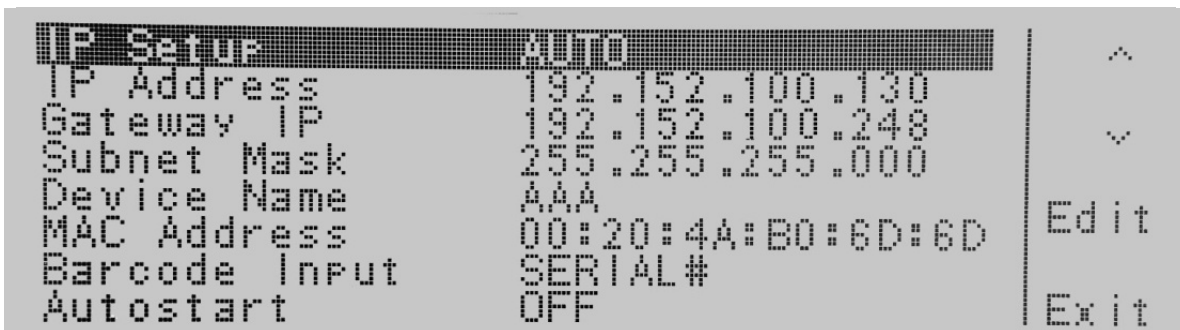 IP Setup AUTO
IP Address 192.152.100.130
Gateway IP 192.152.100.248
Subnet Mask 255.255.255.000
Device Name AAA
MAC Address 00:20:4A:B0:6D:6D
Barcode Input SERIAL#
Autostart OFF
^
v
Edit
Exit